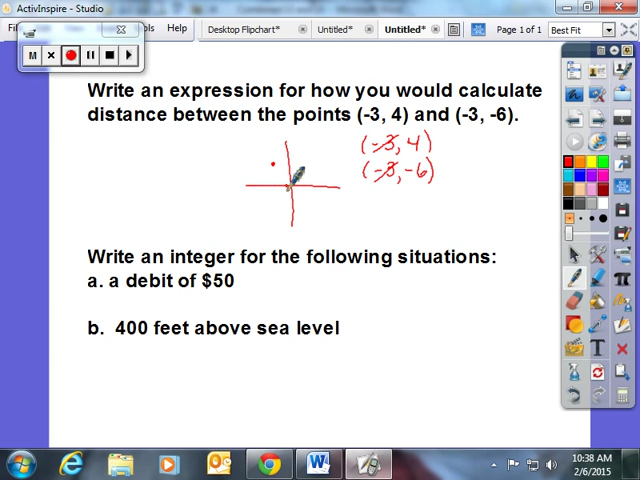 ActivInspire - Studio
M
Desktop Flipchart*
Untitled*
Untitled*
Page 1 of 1
Best Fit
Write an expression for how you would calculate
distance between the points (-3, 4) and (-3, -6).
(-3, 4)
(-3, -6)
Write an integer for the following situations:
a. a debit of $50
b. 400 feet above sea level
T
10:38 AM
2/6/2015